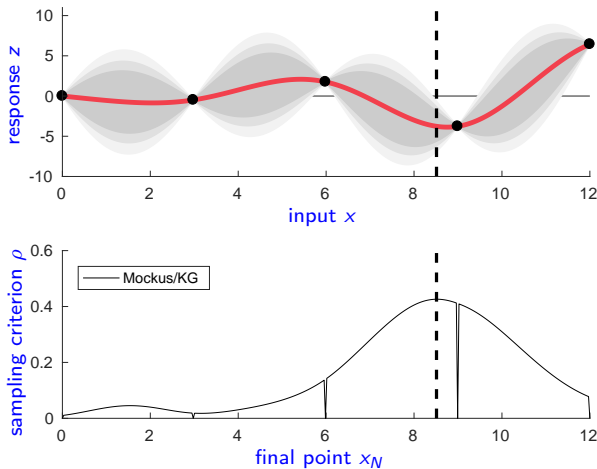 response z
10
5
0
-5
-10
0 2 4 6 8 10 12
input x
sampling criterion ρ
0.6
0.4
0.2
0
Mockus/KG
0 2 4 6 8 10 12
final point x_N